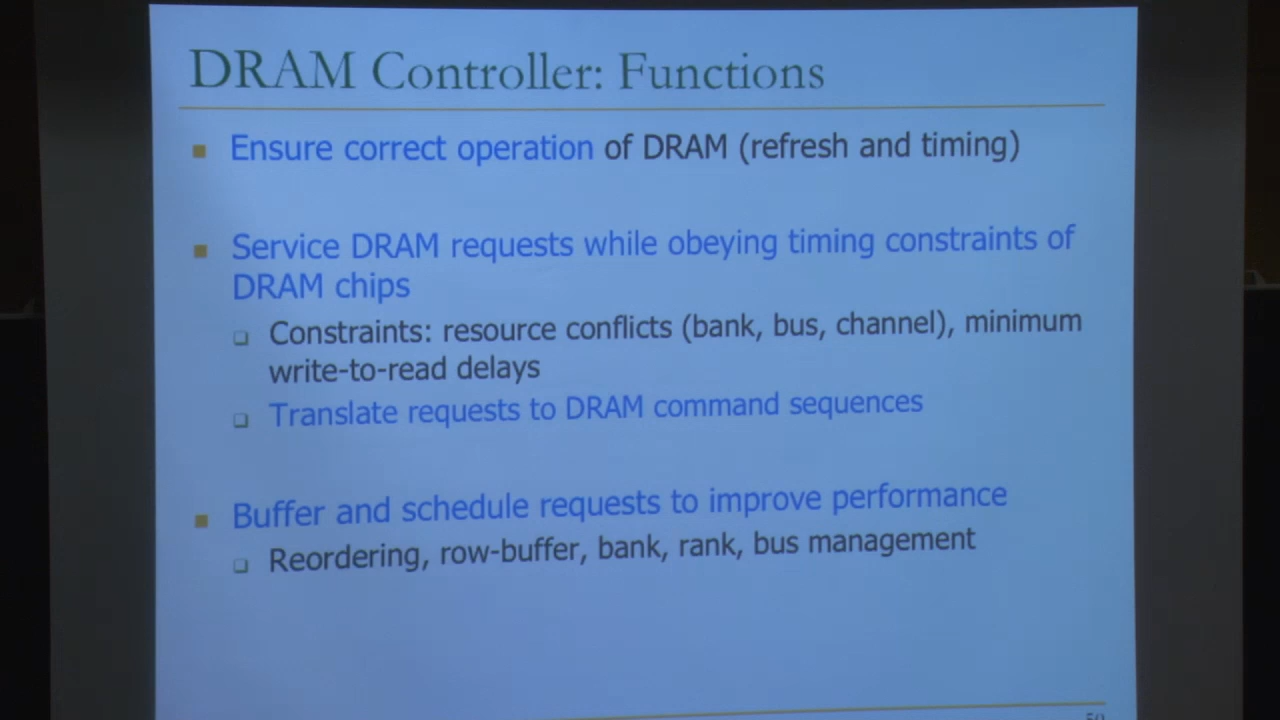 DRAM Controller: Functions
Ensure correct operation of DRAM (refresh and timing)
Service DRAM requests while obeying timing constraints of
DRAM chips
Constraints: resource conflicts (bank, bus, channel), minimum
write-to-read delays
Translate requests to DRAM command sequences
Buffer and schedule requests to improve performance
Reordering, row-buffer, bank, rank, bus management